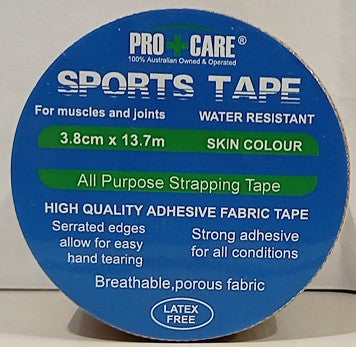 PRO+CARE®
100% Australian Owned & Operated
SPORTS TAPE
For muscles and joints WATER RESISTANT
3.8cm x 13.7m SKIN COLOUR
All Purpose Strapping Tape
HIGH QUALITY ADHESIVE FABRIC TAPE
Serrated edges
allow for easy
hand tearing
Strong adhesive
for all conditions
Breathable,porous fabric
LATEX
FREE